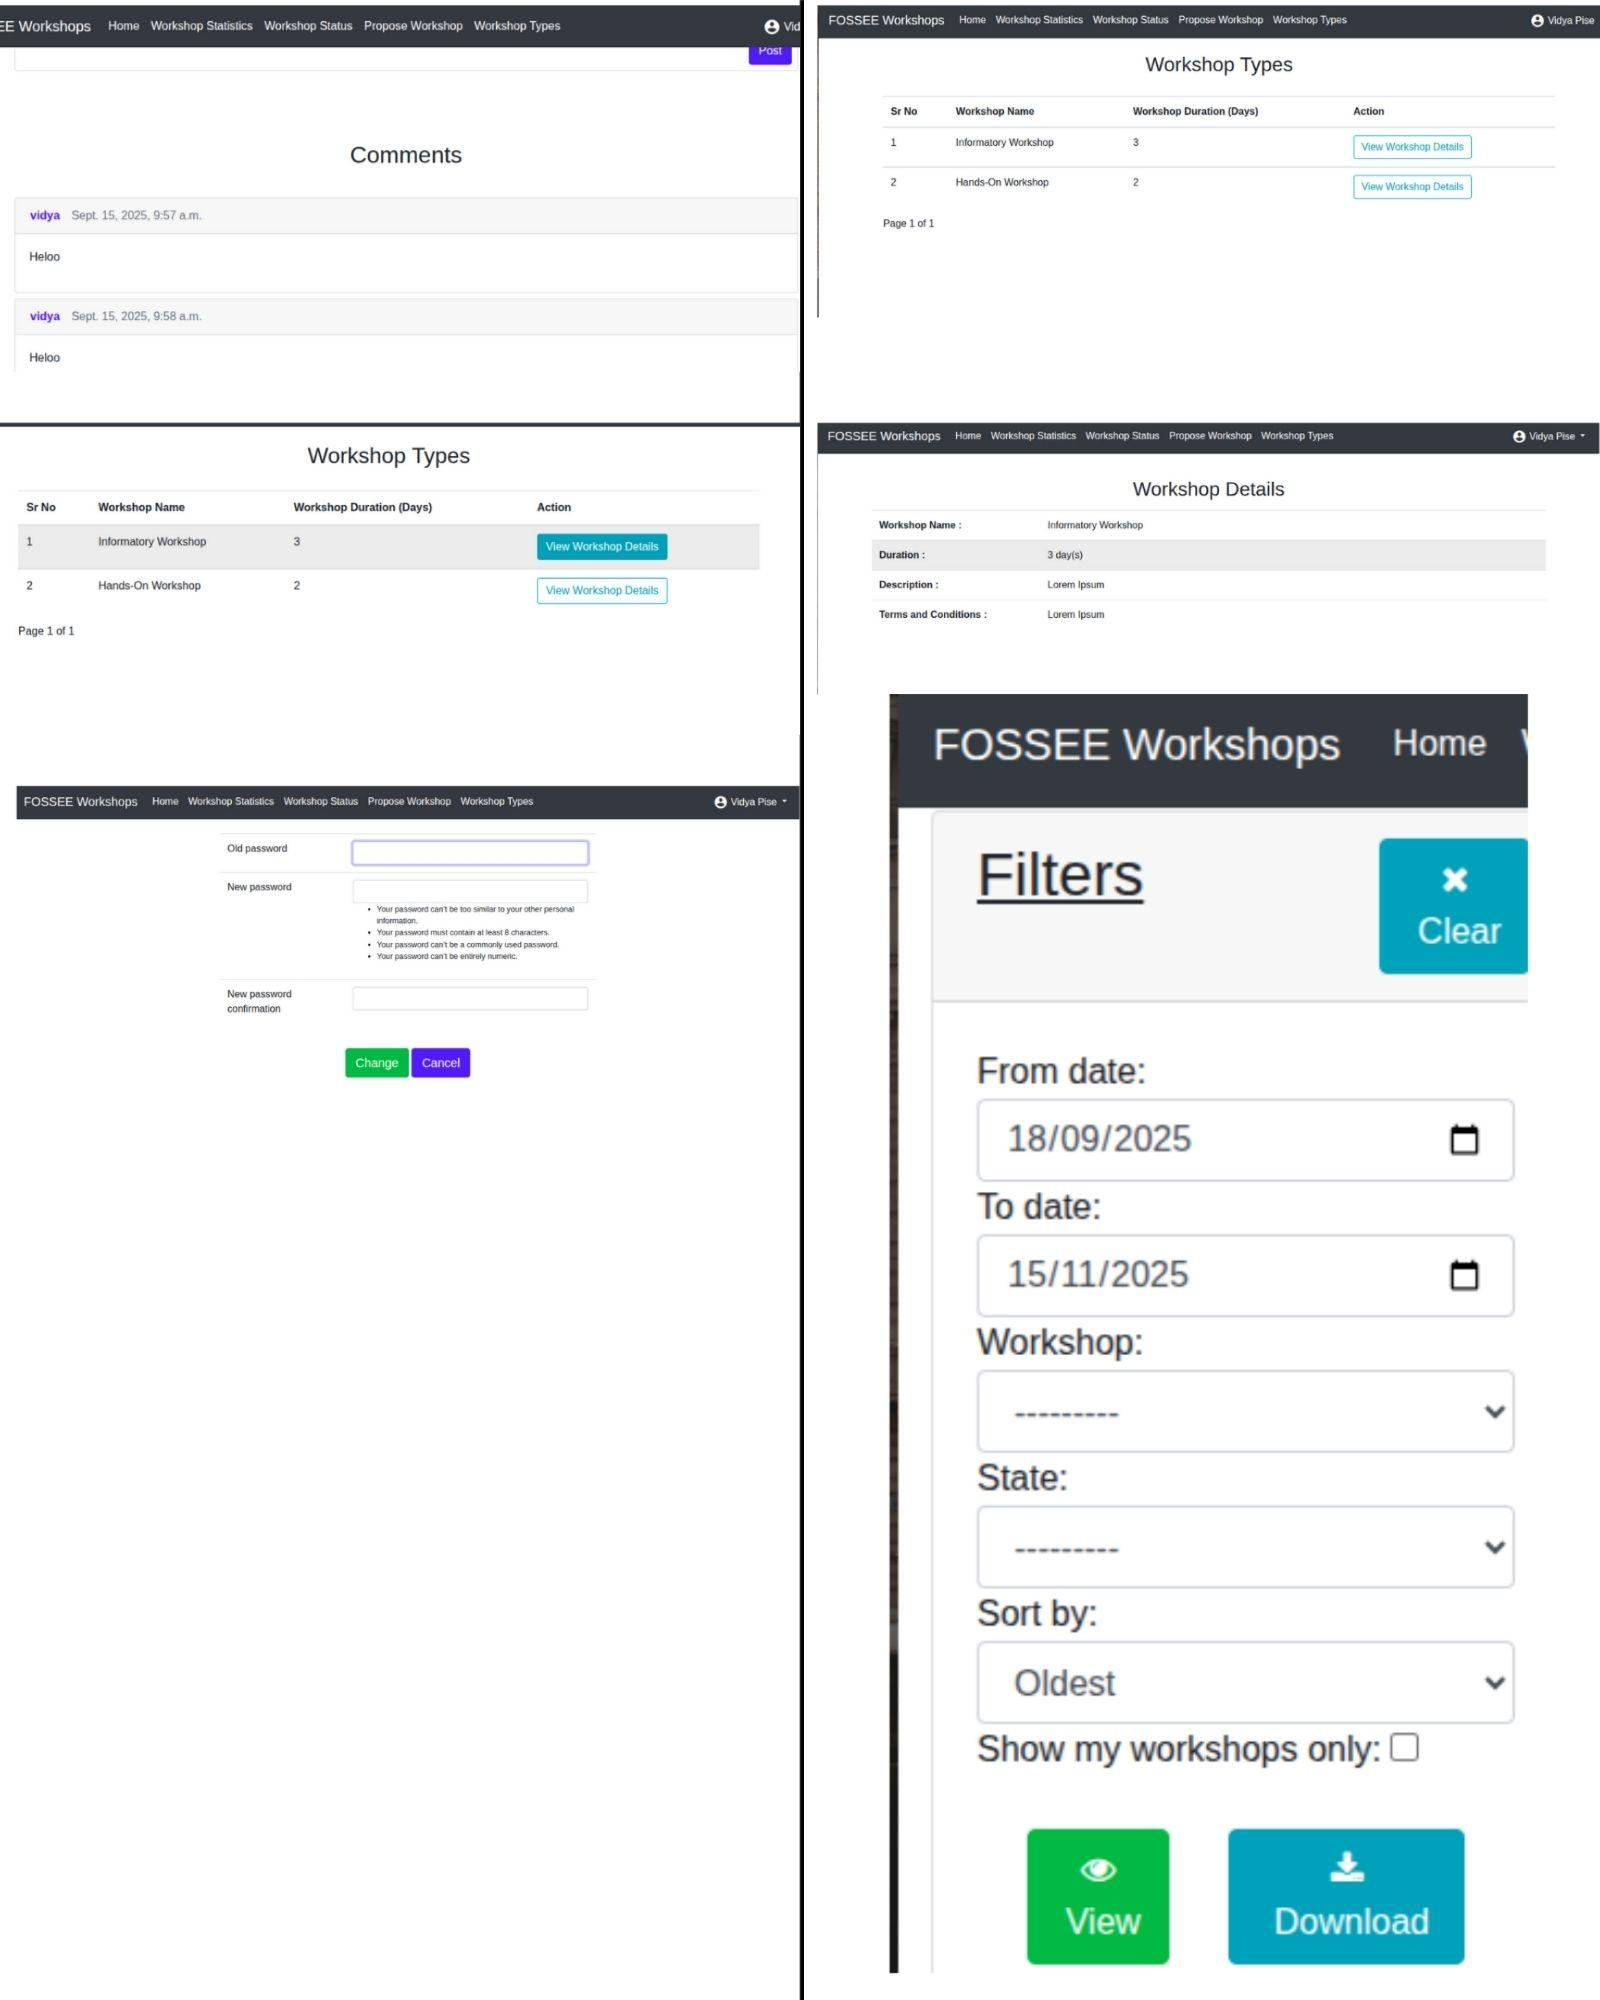 EE Workshops Home Workshop Statistics Workshop Status Propose Workshop Workshop Types Vid
Post
Comments
vidya Sept. 15, 2025, 9:57 a.m.
Heloo
vidya Sept. 15, 2025, 9:58 a.m.
Heloo
Workshop Types
Sr No Workshop Name Workshop Duration (Days) Action
1 Informatory Workshop 3 View Workshop Details
2 Hands-On Workshop 2 View Workshop Details
Page 1 of 1
FOSSEE Workshops Home Workshop Statistics Workshop Status Propose Workshop Workshop Types Vidya Pise
Old password
New password
• Your password can't be too similar to your other personal
information.
• Your password must contain at least 8 characters.
• Your password can't be a commonly used password.
• Your password can't be entirely numeric.
New password
confirmation
Change Cancel
FOSSEE Workshops Home Workshop Statistics Workshop Status Propose Workshop Workshop Types Vidya Pise
Workshop Types
Sr No Workshop Name Workshop Duration (Days) Action
1 Informatory Workshop 3 View Workshop Details
2 Hands-On Workshop 2 View Workshop Details
Page 1 of 1
FOSSEE Workshops Home Workshop Statistics Workshop Status Propose Workshop Workshop Types Vidya Pise
Workshop Details
Workshop Name : Informatory Workshop
Duration : 3 day(s)
Description : Lorem Ipsum
Terms and Conditions : Lorem Ipsum
FOSSEE Workshops Home
Filters
Clear
From date:
18/09/2025
To date:
15/11/2025
Workshop:
---------
State:
---------
Sort by:
Oldest
Show my workshops only:
View Download